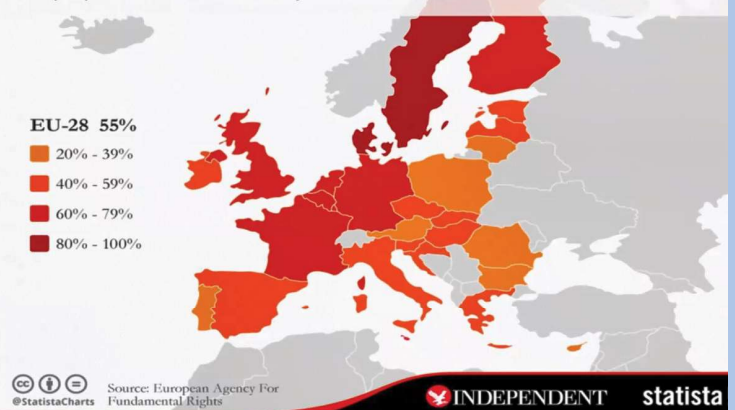 EU-28 55%
20% - 39%
40% - 59%
60% - 79%
80% - 100%
@StatistaCharts
Source: European Agency For
Fundamental Rights
INDEPENDENT
statista